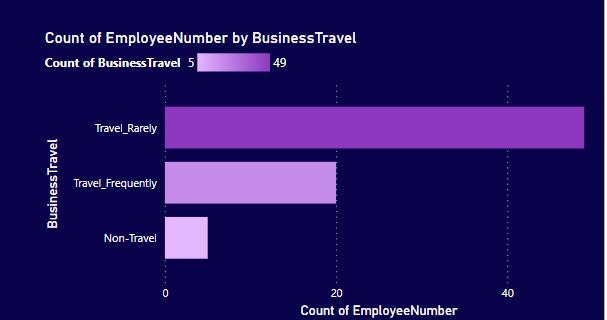 Count of EmployeeNumber by BusinessTravel
Count of BusinessTravel 5 49
BusinessTravel
Travel_Rarely
Travel_Frequently
Non-Travel
0 20 40
Count of EmployeeNumber